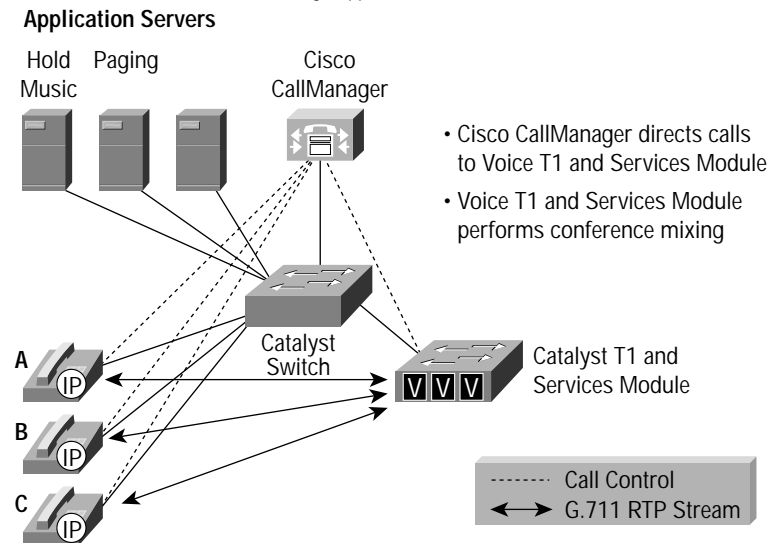 Application Servers
Hold Music
Paging
Cisco CallManager
• Cisco CallManager directs calls
to Voice T1 and Services Module
• Voice T1 and Services Module
performs conference mixing
Catalyst Switch
Catalyst T1 and
Services Module
V V V
A
IP
B
IP
C
IP
Call Control
G.711 RTP Stream